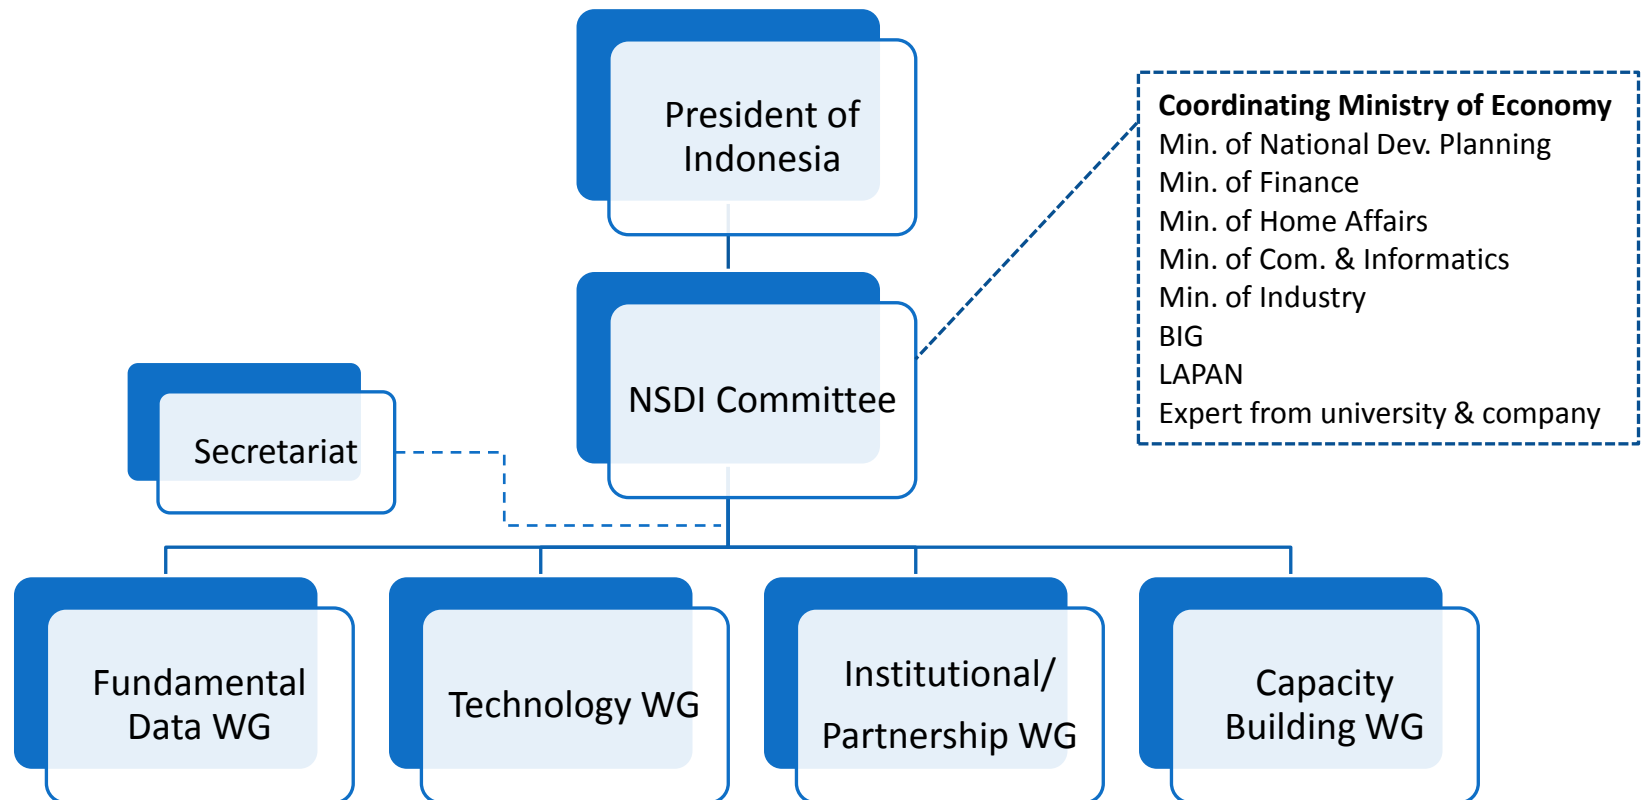 President of
Indonesia
Coordinating Ministry of Economy
Min. of National Dev. Planning
Min. of Finance
Min. of Home Affairs
Min. of Com. & Informatics
Min. of Industry
BIG
LAPAN
Expert from university & company
NSDI Committee
Secretariat
Fundamental
Data WG
Technology WG
Institutional/
Partnership WG
Capacity
Building WG